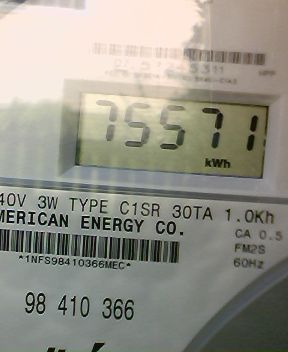 75571
kWh
40V 3W TYPE C1SR 30TA 1.0Kh
MERICAN ENERGY CO.
CA 0.5
FM2S
60Hz
*1NFS98410366MEC*
98 410 366